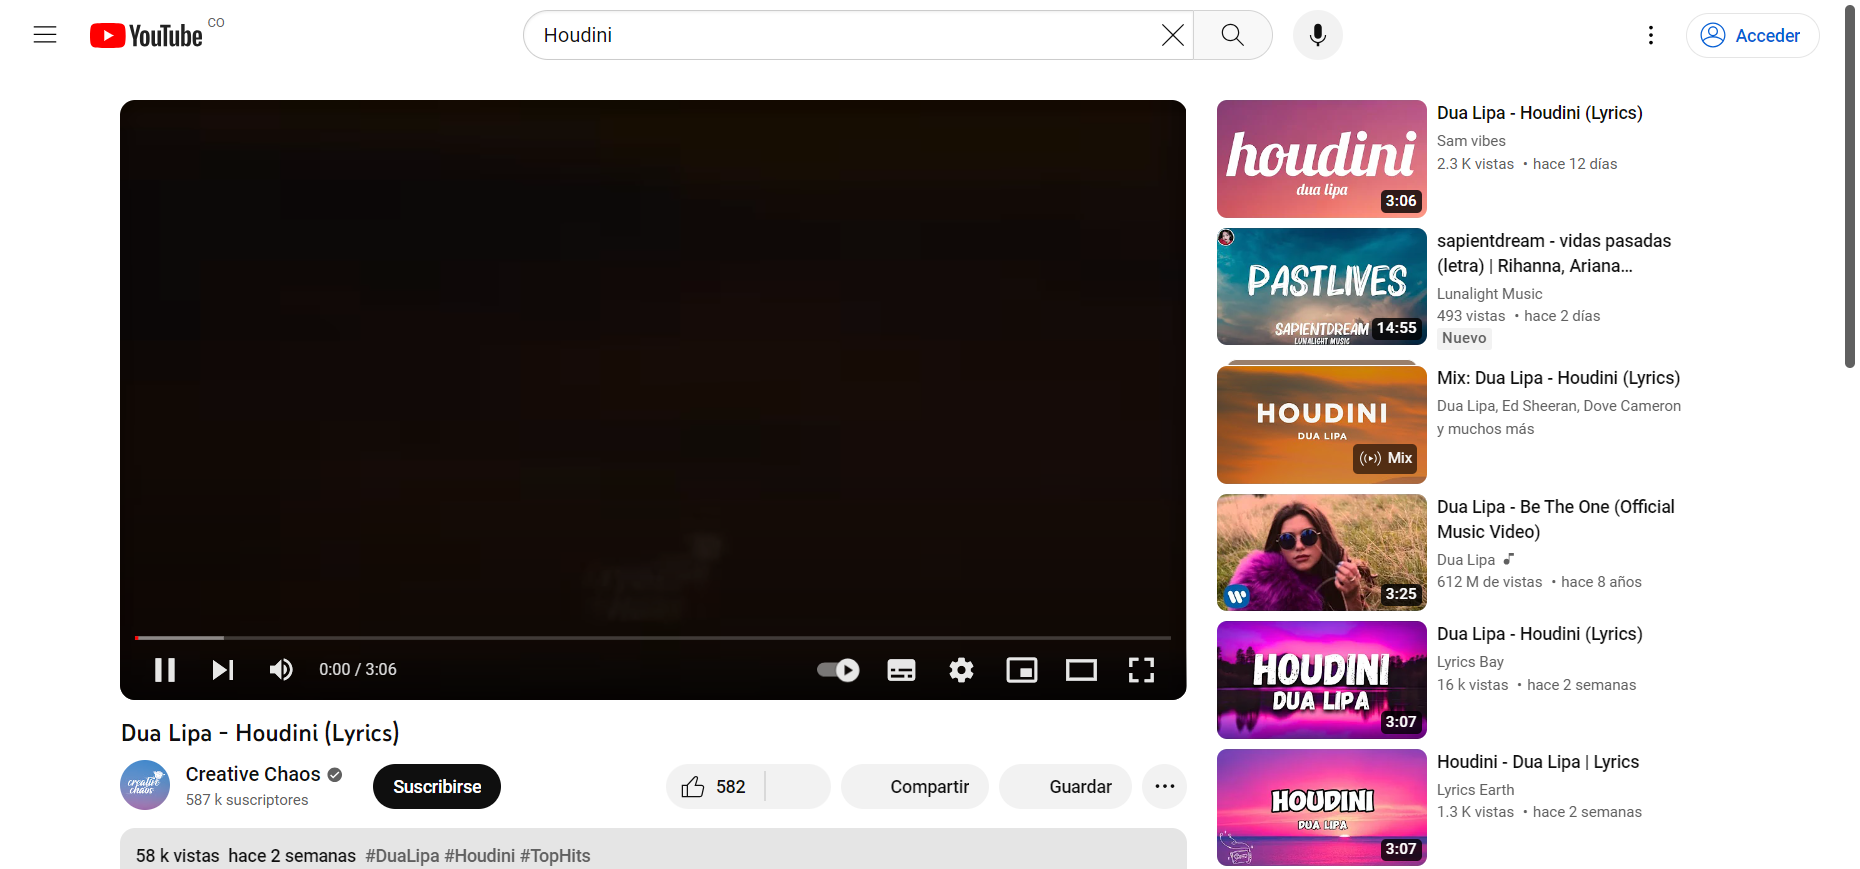 YouTube CO
Houdini
Acceder
0:00 / 3:06
Dua Lipa - Houdini (Lyrics)
creative
chaos
Creative Chaos
587 k suscriptores
Suscribirse
582
Compartir
Guardar
58 k vistas hace 2 semanas #DuaLipa #Houdini #TopHits
houdini
dua lipa
3:06
Dua Lipa - Houdini (Lyrics)
Sam vibes
2.3 K vistas • hace 12 días
PASTLIVES
SAPIENTDREAM
LUNALIGHT MUSIC
14:55
sapientdream - vidas pasadas
(letra) | Rihanna, Ariana...
Lunalight Music
493 vistas • hace 2 días
Nuevo
HOUDINI
DUA LIPA
Mix
Mix: Dua Lipa - Houdini (Lyrics)
Dua Lipa, Ed Sheeran, Dove Cameron
y muchos más
3:25
Dua Lipa - Be The One (Official
Music Video)
Dua Lipa
612 M de vistas • hace 8 años
HOUDINI
DUA LIPA
3:07
Dua Lipa - Houdini (Lyrics)
Lyrics Bay
16 k vistas • hace 2 semanas
HOUDINI
DUA LIPA
3:07
Houdini - Dua Lipa | Lyrics
Lyrics Earth
1.3 K vistas • hace 2 semanas